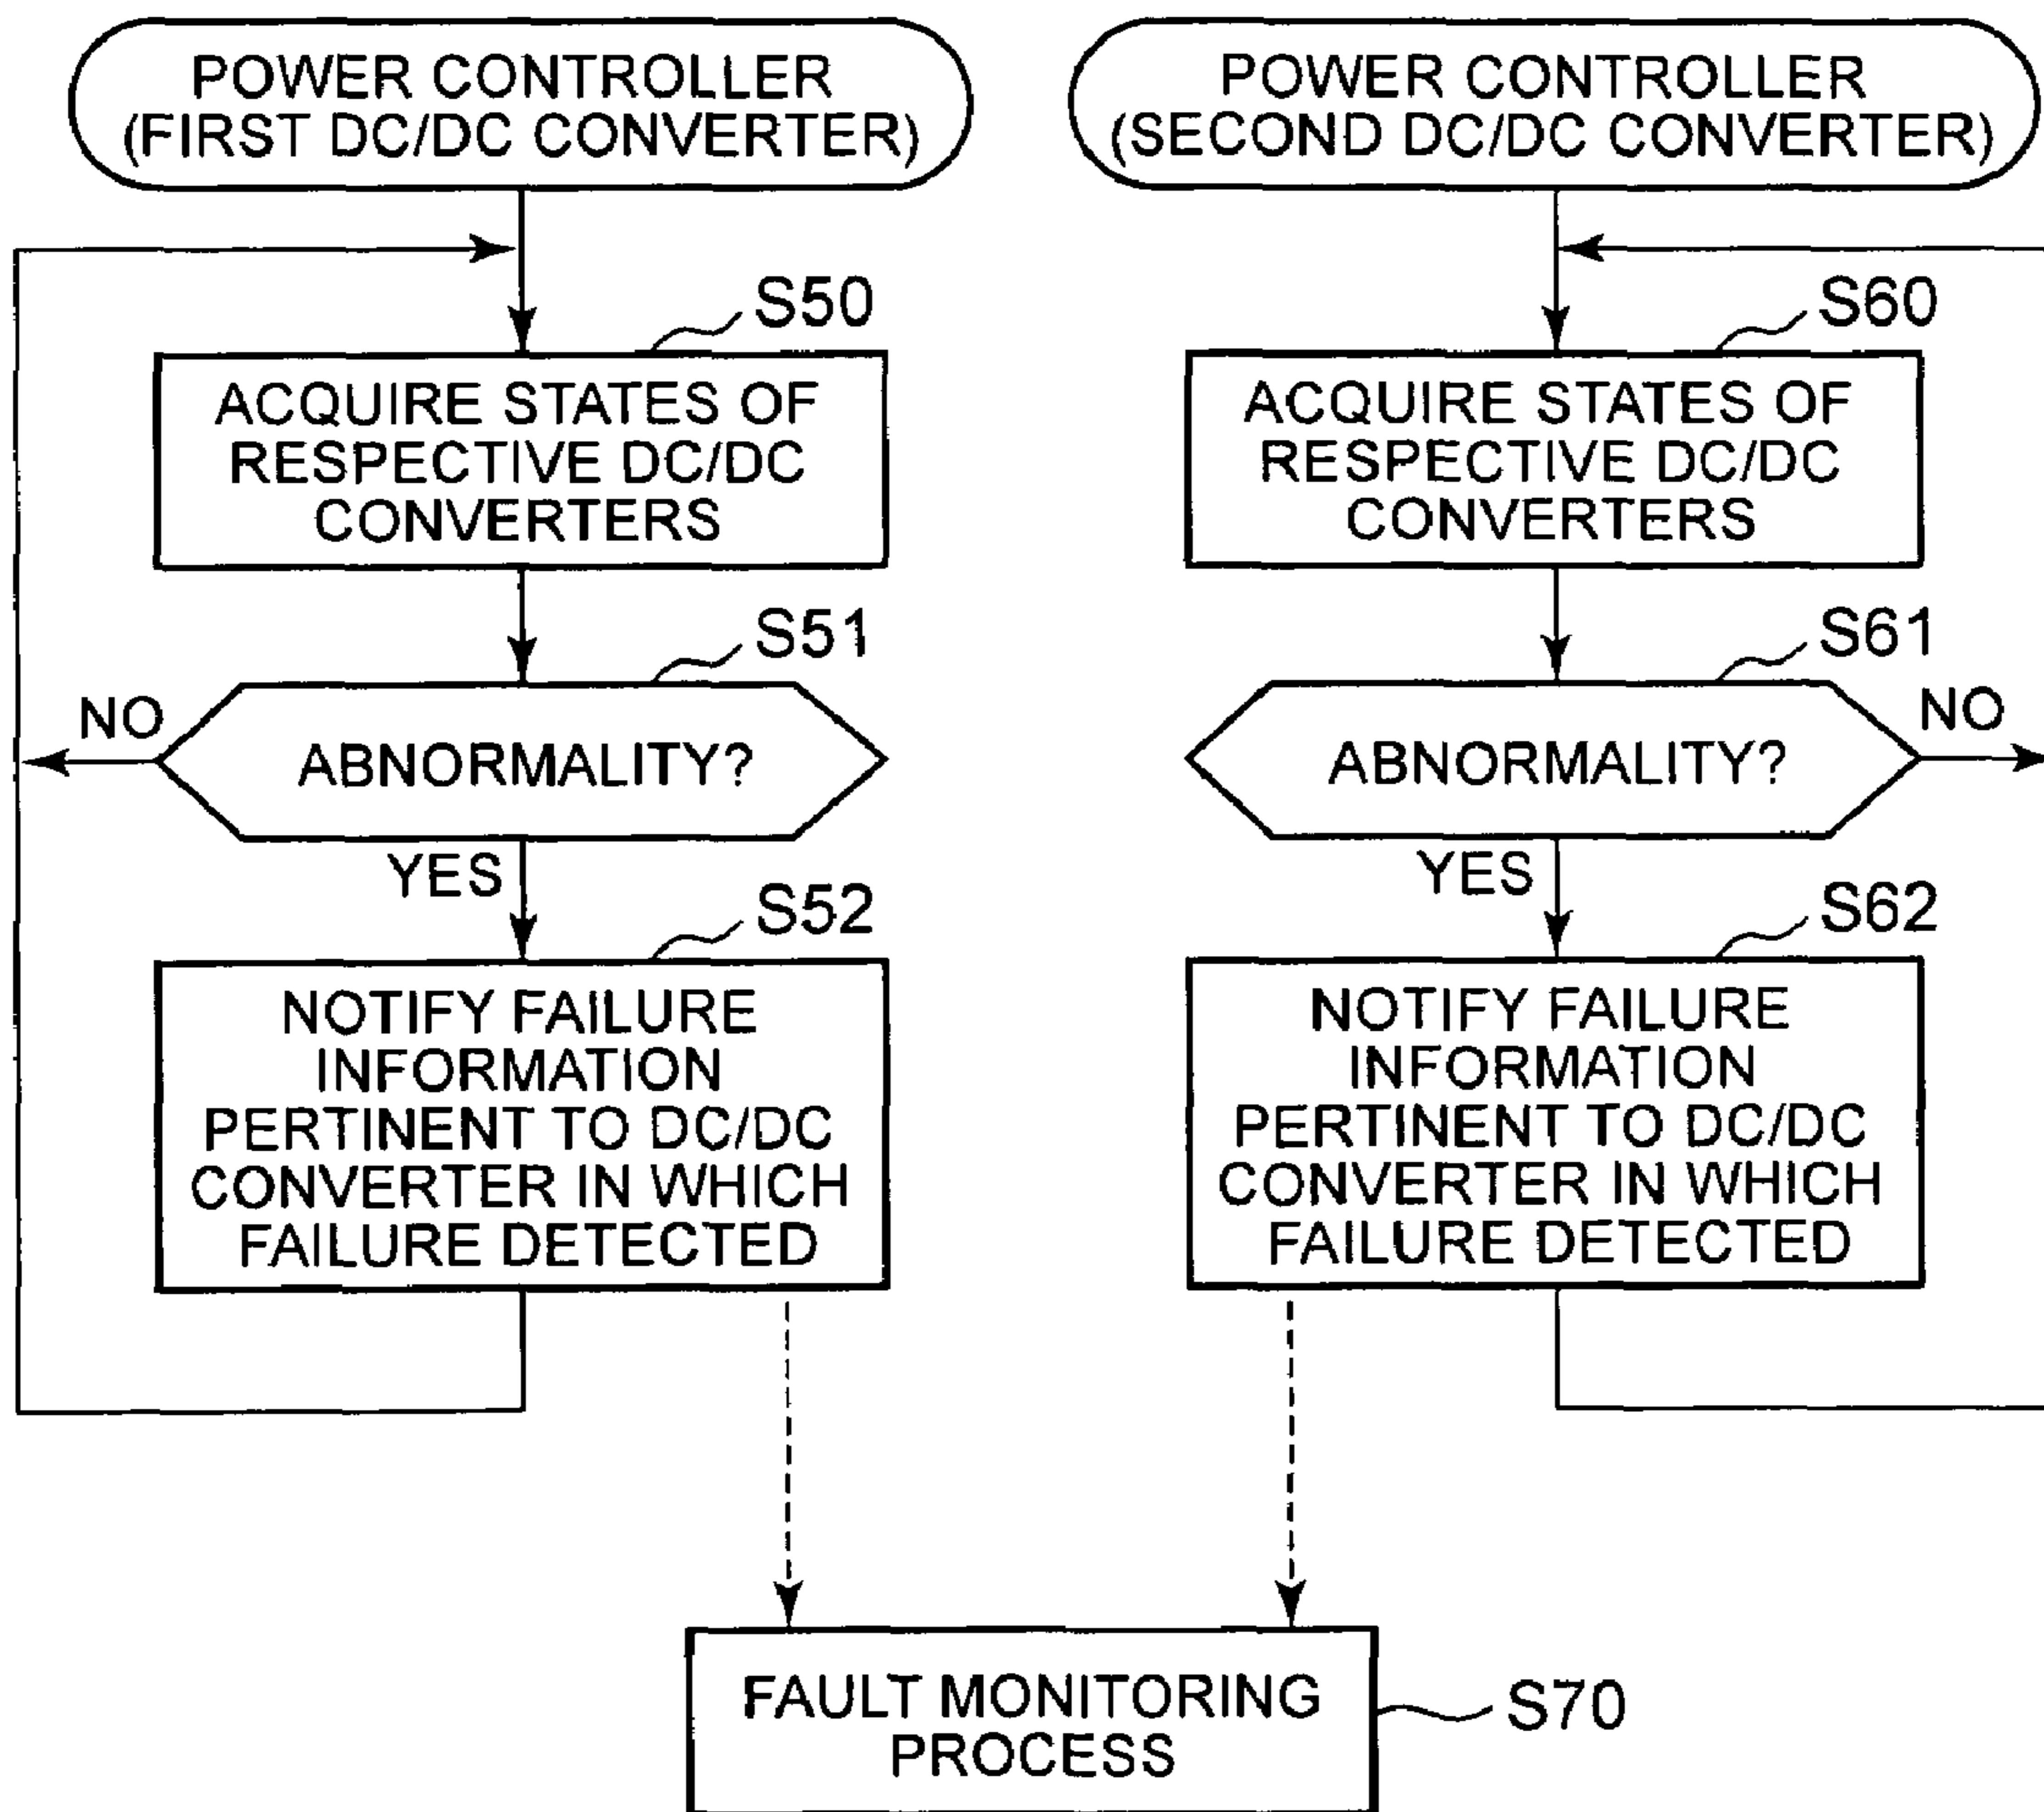 POWER CONTROLLER
(FIRST DC/DC CONVERTER)
S50
ACQUIRE STATES OF
RESPECTIVE DC/DC
CONVERTERS
S51
NO
ABNORMALITY?
YES
S52
NOTIFY FAILURE
INFORMATION
PERTINENT TO DC/DC
CONVERTER IN WHICH
FAILURE DETECTED
POWER CONTROLLER
(SECOND DC/DC CONVERTER)
S60
ACQUIRE STATES OF
RESPECTIVE DC/DC
CONVERTERS
S61
NO
ABNORMALITY?
YES
S62
NOTIFY FAILURE
INFORMATION
PERTINENT TO DC/DC
CONVERTER IN WHICH
FAILURE DETECTED
FAULT MONITORING
PROCESS
S70